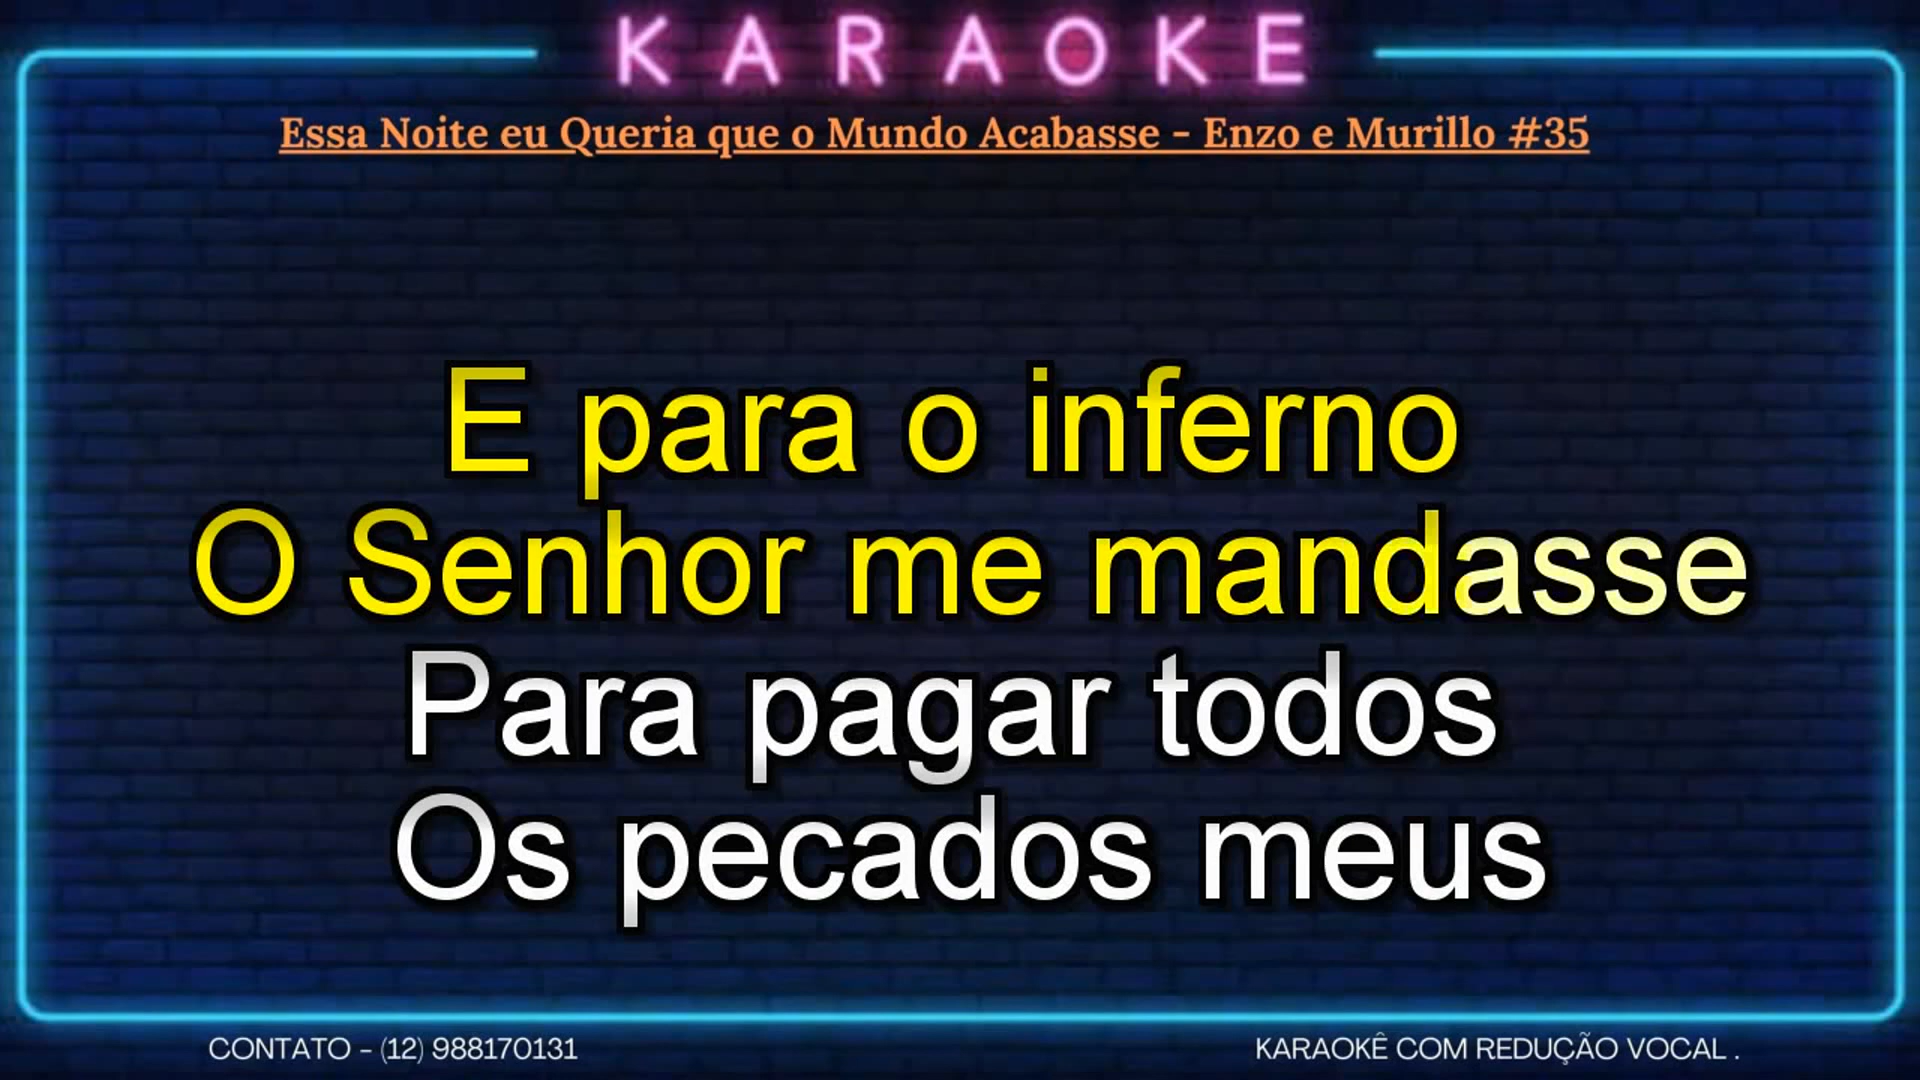 KARAOKE
Essa Noite eu Queria que o Mundo Acabasse - Enzo e Murillo #35
E para o inferno
O Senhor me mandasse
Para pagar todos
Os pecados meus
CONTATO - (12) 988170131
KARAOKÊ COM REDUÇÃO VOCAL .